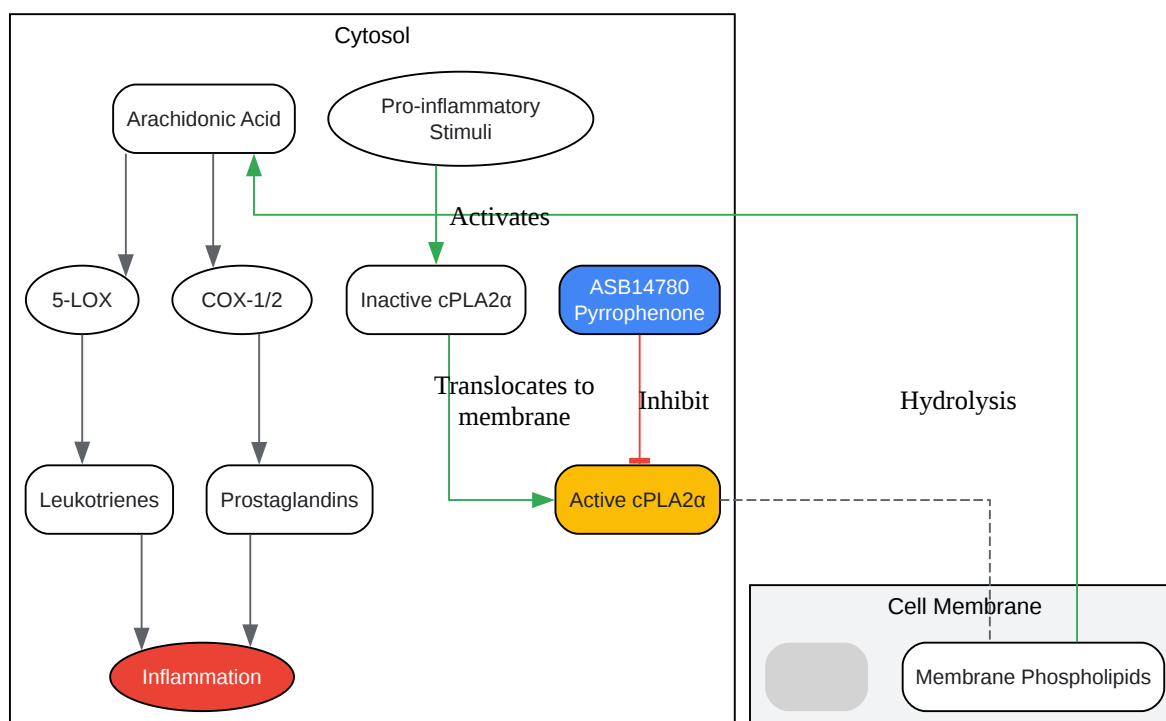 Cytosol
Arachidonic Acid
Pro-inflammatory
Stimuli
Activates
5-LOX
COX-1/2
Inactive cPLA2α
ASB14780
Pyrrophenone
Translocates to
membrane
Inhibit
Hydrolysis
Leukotrienes
Prostaglandins
Active cPLA2α
Cell Membrane
Inflammation
Membrane Phospholipids